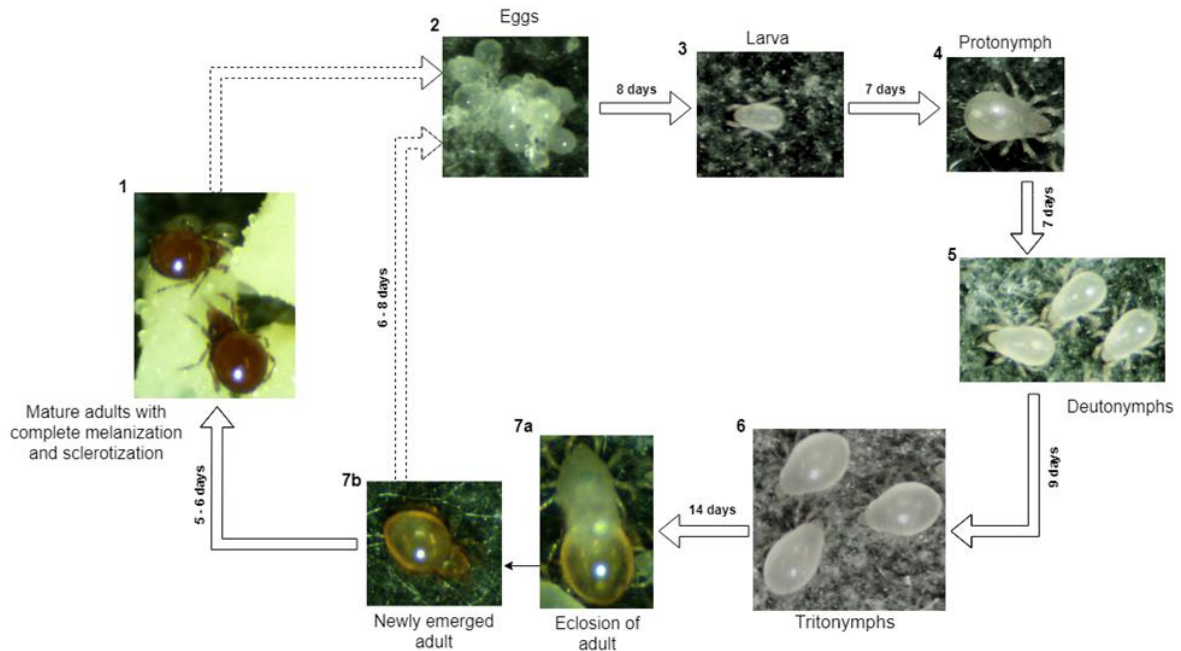 1
2
Eggs
8 days
3
Larva
7 days
4
Protonymph
7 days
5
Deutonymphs
9 days
6
Tritonymphs
14 days
7a
Eclosion of
adult
7b
Newly emerged
adult
6 - 8 days
5 - 6 days
Mature adults with
complete melanization
and sclerotization